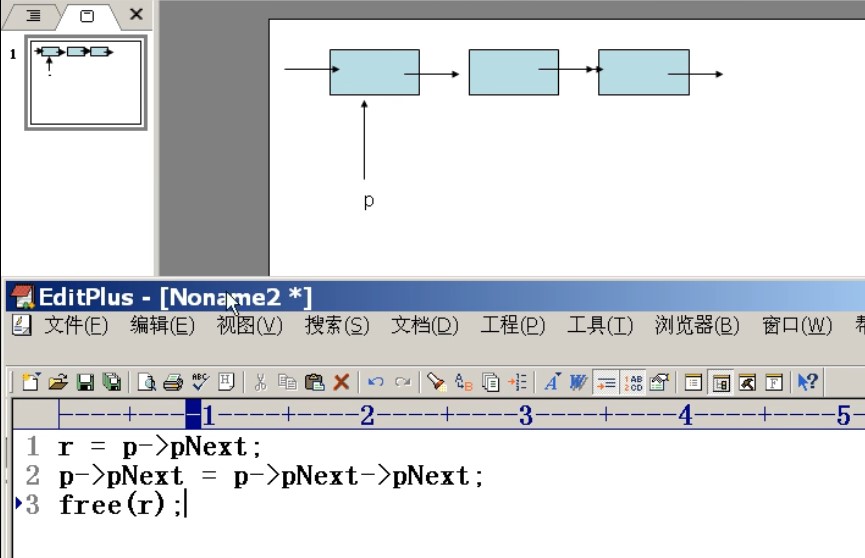 1
p
EditPlus - [Noname2 *]
文件(F) 编辑(E) 视图(V) 搜索(S) 文档(D) 工程(P) 工具(T) 浏览器(B) 窗口(W)
----+----1----+----2----+----3----+----4----+----5-
1 r = p->pNext;
2 p->pNext = p->pNext->pNext;
3 free(r);